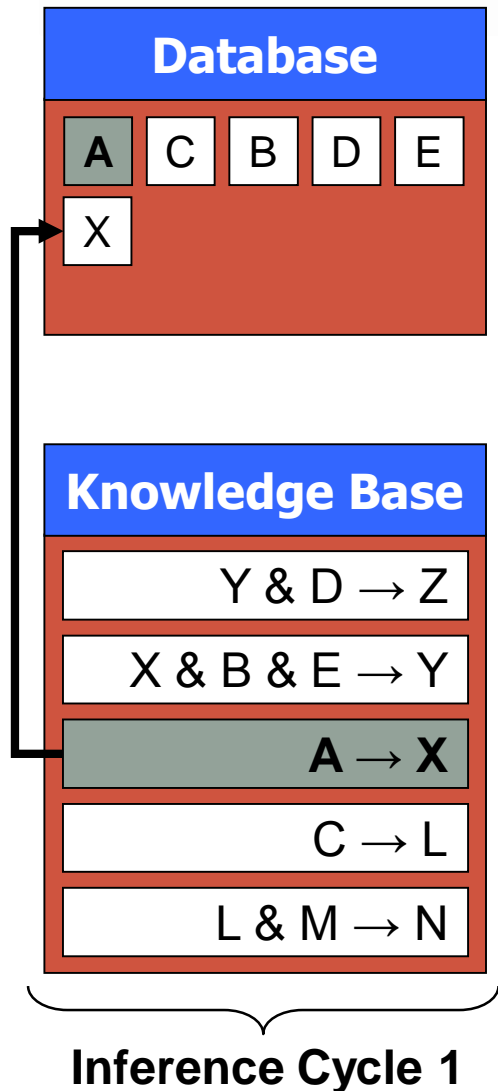 Database
A C B D E
X
Knowledge Base
Y & D → Z
X & B & E → Y
A → X
C → L
L & M → N
Inference Cycle 1